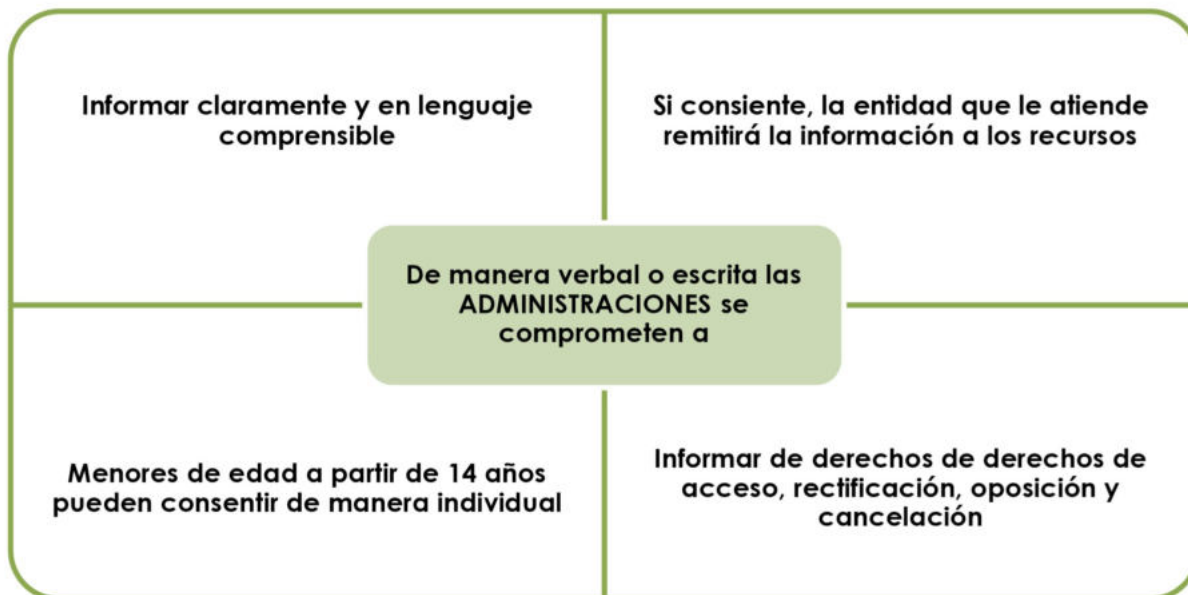 Informar claramente y en lenguaje
comprensible
Si consiente, la entidad que le atiende
remitirá la información a los recursos
De manera verbal o escrita las
ADMINISTRACIONES se
comprometen a
Menores de edad a partir de 14 años
pueden consentir de manera individual
Informar de derechos de derechos de
acceso, rectificación, oposición y
cancelación